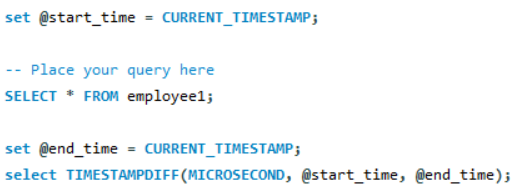 set @start_time = CURRENT_TIMESTAMP;
-- Place your query here
SELECT * FROM employee1;
set @end_time = CURRENT_TIMESTAMP;
select TIMESTAMPDIFF(MICROSECOND, @start_time, @end_time);